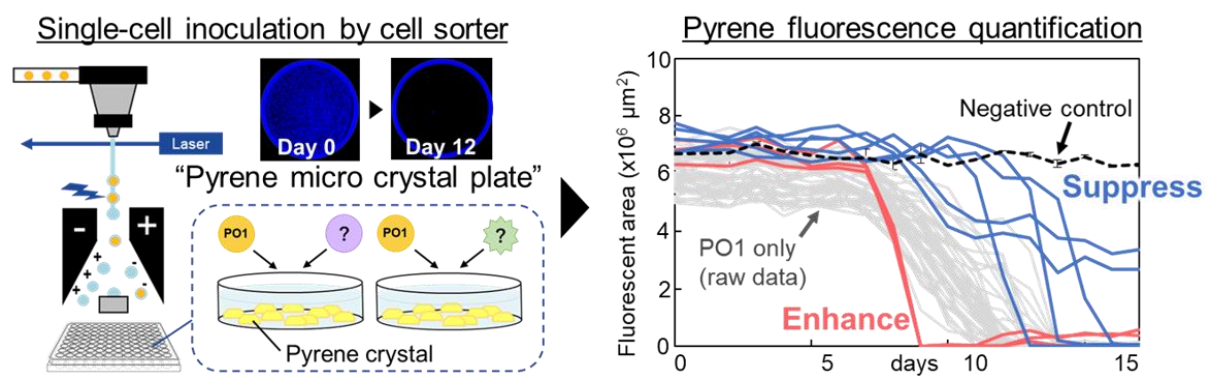 Single-cell inoculation by cell sorter
Laser
Day 0
Day 12
“Pyrene micro crystal plate”
-
+
+
-
+
-
+
-
PO1
?
PO1
?
Pyrene crystal
Pyrene fluorescence quantification
Fluorescent area (x10⁶ μm²)
10
8
6
4
2
0
Negative control
Suppress
PO1 only
(raw data)
Enhance
0
5
days
10
15